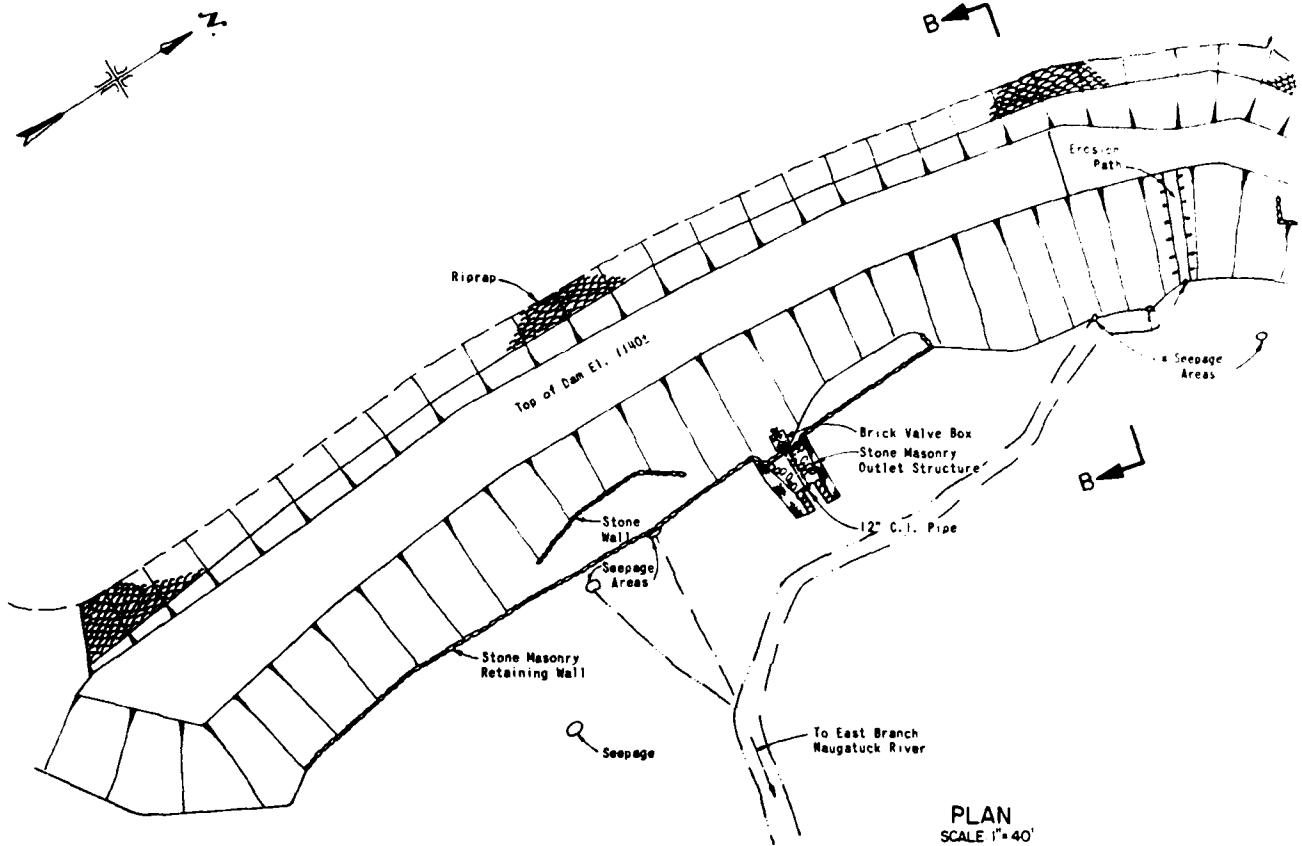 N
B
Erosion
Path
Riprap
Top of Dam El. 1140±
Seepage
Areas
Brick Valve Box
Stone Masonry
Outlet Structure
B
12" C.I. Pipe
Stone
Wall
Seepage
Areas
Stone Masonry
Retaining Wall
To East Branch
Naugatuck River
Seepage
PLAN
SCALE 1"=40'